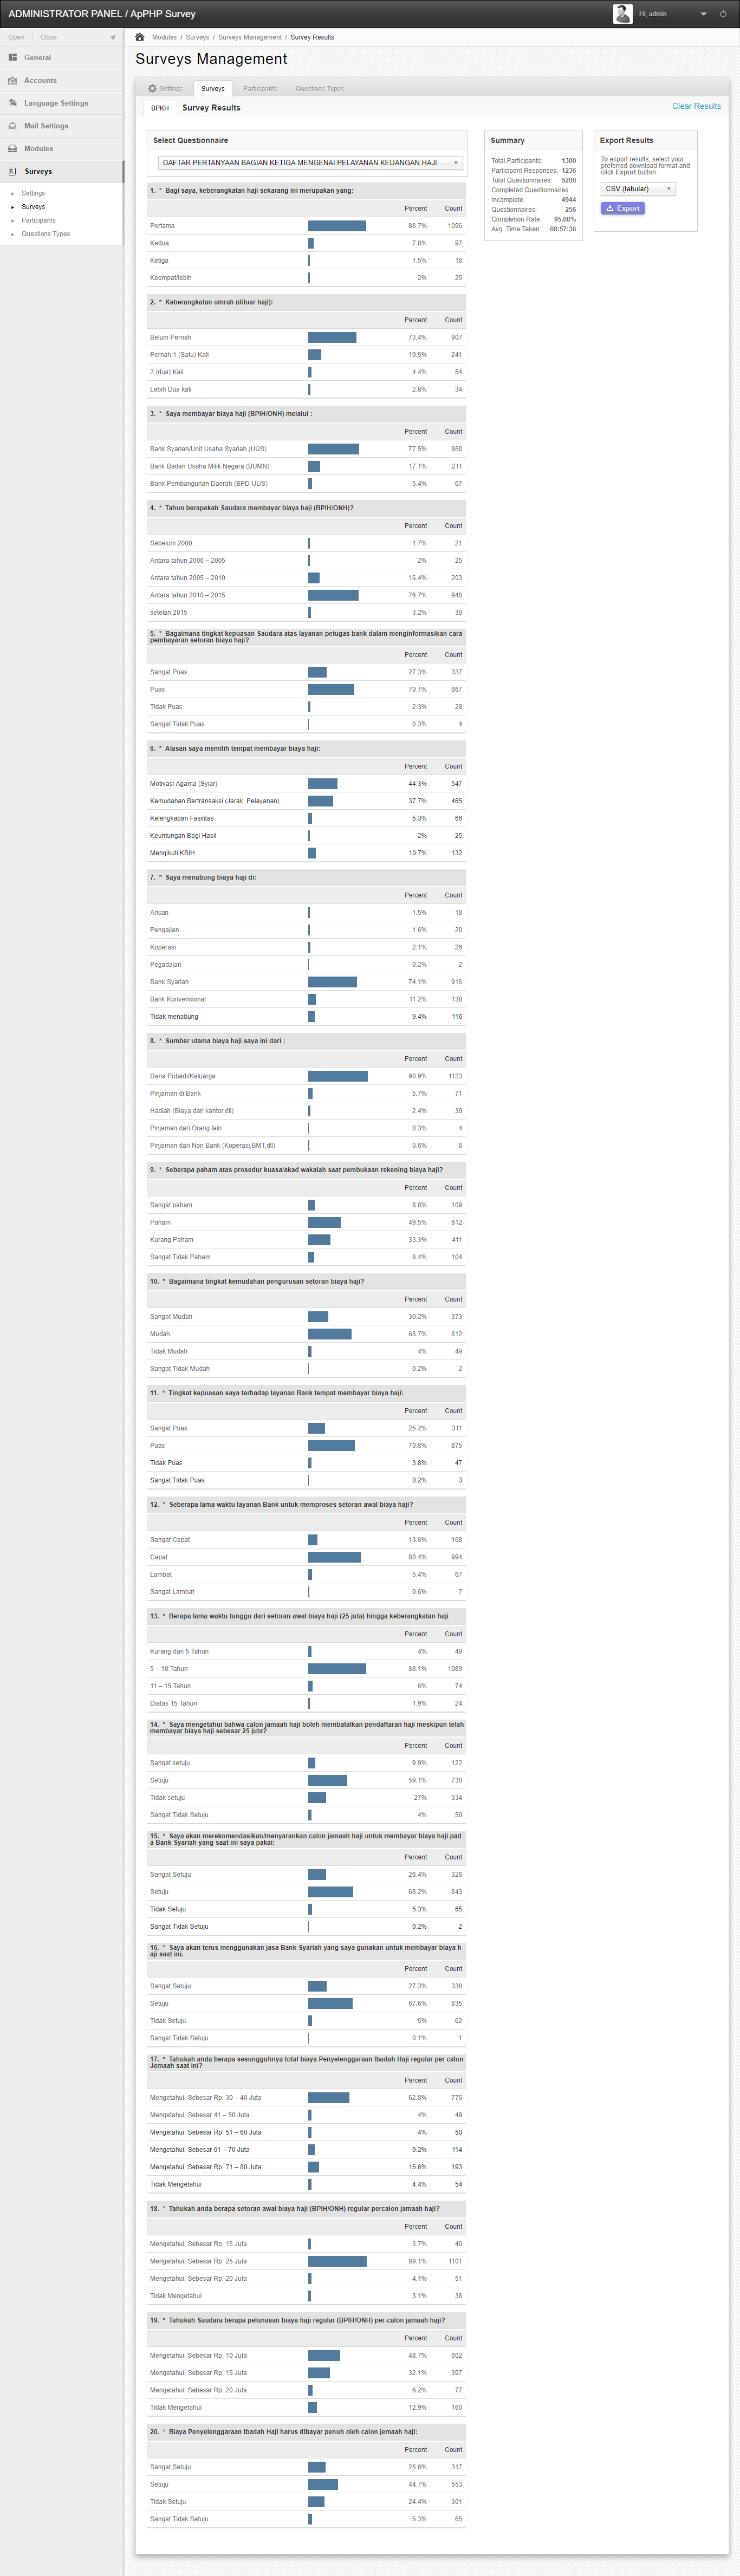 ADMINISTRATOR PANEL / ApPHP Survey
Hi, admin
Open | Close
General
Accounts
Language Settings
Mail Settings
Modules
Surveys
Settings
Surveys
Participants
Questions Types
Modules / Surveys / Surveys Management / Survey Results
Surveys Management
Settings Surveys Participants Questions Types
BPKH Survey Results Clear Results
Select Questionnaire
DAFTAR PERTANYAAN BAGIAN KETIGA MENGENAI PELAYANAN KEUANGAN HAJI
Summary
Total Participants: 1300
Participant Responses: 1236
Total Questionnaires: 5200
Completed Questionnaires:
Incomplete 4944
Questionnaires: 256
Completion Rate: 95.08%
Avg. Time Taken: 08:57:36
Export Results
To export results, select your
preferred download format and
click Export button.
CSV (tabular)
Export
1. * Bagi saya, keberangkatan haji sekarang ini merupakan yang:
Percent Count
Pertama 88.7% 1096
Kedua 7.8% 97
Ketiga 1.5% 18
Keempat/lebih 2% 25
2. * Keberangkatan umrah (diluar haji):
Percent Count
Belum Pernah 73.4% 907
Pernah 1 (Satu) Kali 19.5% 241
2 (dua) Kali 4.4% 54
Lebih Dua kali 2.8% 34
3. * Saya membayar biaya haji (BPIH/ONH) melalui :
Percent Count
Bank Syariah/Unit Usaha Syariah (UUS) 77.5% 958
Bank Badan Usaha Milik Negara (BUMN) 17.1% 211
Bank Pembangunan Daerah (BPD-UUS) 5.4% 67
4. * Tahun berapakah Saudara membayar biaya haji (BPIH/ONH)?
Percent Count
Sebelum 2000. 1.7% 21
Antara tahun 2000 – 2005 2% 25
Antara tahun 2005 – 2010 16.4% 203
Antara tahun 2010 – 2015 76.7% 948
setelah 2015 3.2% 39
5. * Bagaimana tingkat kepuasan Saudara atas layanan petugas bank dalam menginformasikan cara
pembayaran setoran biaya haji?
Percent Count
Sangat Puas 27.3% 337
Puas 70.1% 867
Tidak Puas 2.3% 28
Sangat Tidak Puas 0.3% 4
6. * Alasan saya memilih tempat membayar biaya haji:
Percent Count
Motivasi Agama (Syiar) 44.3% 547
Kemudahan Bertransaksi (Jarak, Pelayanan) 37.7% 465
Kelengkapan Fasilitas 5.3% 66
Keuntungan Bagi Hasil 2% 25
Mengikuti KBIH 10.7% 132
7. * Saya menabung biaya haji di:
Percent Count
Arisan 1.5% 18
Pengajian 1.6% 20
Koperasi 2.1% 26
Pegadaian 0.2% 2
Bank Syariah 74.1% 916
Bank Konvensional 11.2% 138
Tidak menabung 9.4% 116
8. * Sumber utama biaya haji saya ini dari :
Percent Count
Dana Pribadi/Keluarga 90.9% 1123
Pinjaman di Bank 5.7% 71
Hadiah (Biaya dari kantor,dll) 2.4% 30
Pinjaman dari Orang lain 0.3% 4
Pinjaman dari Non Bank (Koperasi,BMT,dll) 0.6% 8
9. * Seberapa paham atas prosedur kuasa/akad wakalah saat pembukaan rekening biaya haji?
Percent Count
Sangat paham 8.8% 109
Paham 49.5% 612
Kurang Paham 33.3% 411
Sangat Tidak Paham 8.4% 104
10. * Bagaimana tingkat kemudahan pengurusan setoran biaya haji?
Percent Count
Sangat Mudah 30.2% 373
Mudah 65.7% 812
Tidak Mudah 4% 49
Sangat Tidak Mudah 0.2% 2
11. * Tingkat kepuasan saya terhadap layanan Bank tempat membayar biaya haji:
Percent Count
Sangat Puas 25.2% 311
Puas 70.8% 875
Tidak Puas 3.8% 47
Sangat Tidak Puas 0.2% 3
12. * Seberapa lama waktu layanan Bank untuk memproses setoran awal biaya haji?
Percent Count
Sangat Cepat 13.6% 168
Cepat 80.4% 994
Lambat 5.4% 67
Sangat Lambat 0.6% 7
13. * Berapa lama waktu tunggu dari setoran awal biaya haji (25 juta) hingga keberangkatan haji
Percent Count
Kurang dari 5 Tahun 4% 49
5 – 10 Tahun 88.1% 1089
11 – 15 Tahun 6% 74
Diatas 15 Tahun 1.9% 24
14. * Saya mengetahui bahwa calon jamaah haji boleh membatalkan pendaftaran haji meskipun telah
membayar biaya haji sebesar 25 juta?
Percent Count
Sangat setuju 9.9% 122
Setuju 59.1% 730
Tidak setuju 27% 334
Sangat Tidak Setuju 4% 50
15. * Saya akan merekomendasikan/menyarankan calon jamaah haji untuk membayar biaya haji pad
a Bank Syariah yang saat ini saya pakai:
Percent Count
Sangat Setuju 26.4% 326
Setuju 68.2% 843
Tidak Setuju 5.3% 65
Sangat Tidak Setuju 0.2% 2
16. * Saya akan terus menggunakan jasa Bank Syariah yang saya gunakan untuk membayar biaya h
aji saat ini.
Percent Count
Sangat Setuju 27.3% 338
Setuju 67.6% 835
Tidak Setuju 5% 62
Sangat Tidak Setuju 0.1% 1
17. * Tahukah anda berapa sesungguhnya total biaya Penyelenggaraan Ibadah Haji regular per calon
Jemaah saat ini?
Percent Count
Mengetahui, Sebesar Rp. 30 – 40 Juta 62.8% 776
Mengetahui, Sebesar 41 – 50 Juta 4% 49
Mengetahui, Sebesar Rp. 51 – 60 Juta 4% 50
Mengetahui, Sebesar 61 – 70 Juta 9.2% 114
Mengetahui, Sebesar Rp. 71 – 80 Juta 15.6% 193
Tidak Mengetahui 4.4% 54
18. * Tahukah anda berapa setoran awal biaya haji (BPIH/ONH) regular percalon jamaah haji?
Percent Count
Mengetahui, Sebesar Rp. 15 Juta 3.7% 46
Mengetahui, Sebesar Rp. 25 Juta 89.1% 1101
Mengetahui, Sebesar Rp. 20 Juta 4.1% 51
Tidak Mengetahui 3.1% 38
19. * Tahukah Saudara berapa pelunasan biaya haji regular (BPIH/ONH) per-calon jamaah haji?
Percent Count
Mengetahui, Sebesar Rp. 10 Juta 48.7% 602
Mengetahui, Sebesar Rp. 15 Juta 32.1% 397
Mengetahui, Sebesar Rp. 20 Juta 6.2% 77
Tidak Mengetahui 12.9% 160
20. * Biaya Penyelenggaraan Ibadah Haji harus dibayar penuh oleh calon jemaah haji:
Percent Count
Sangat Setuju 25.6% 317
Setuju 44.7% 553
Tidak Setuju 24.4% 301
Sangat Tidak Setuju 5.3% 65